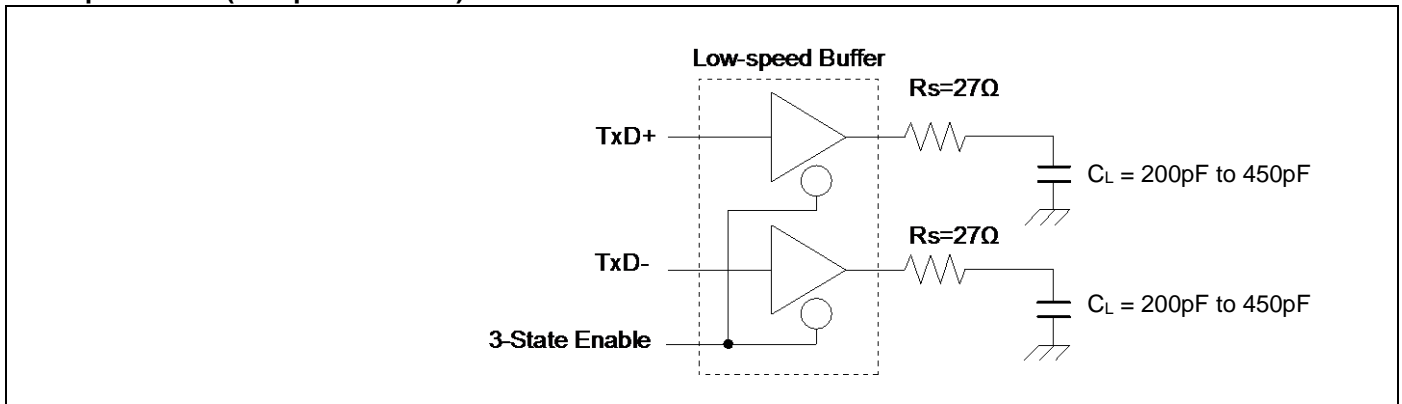 Low-speed Buffer
Rs=27Ω
TxD+
CL = 200pF to 450pF
Rs=27Ω
TxD-
CL = 200pF to 450pF
3-State Enable